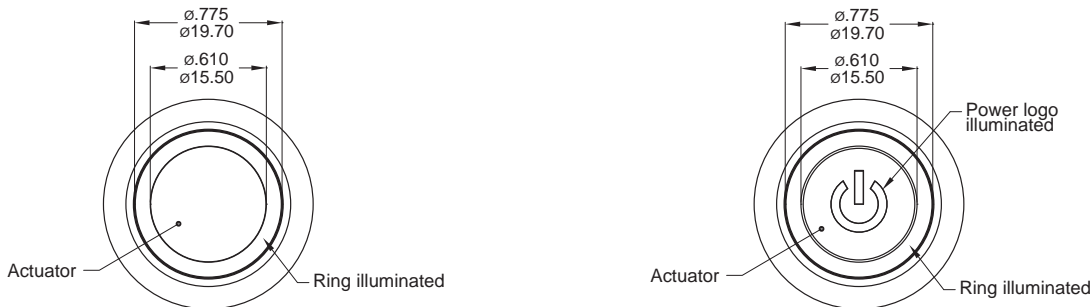 ø.775
ø19.70
ø.610
ø15.50
Actuator
Ring illuminated
ø.775
ø19.70
ø.610
ø15.50
Power logo
illuminated
Actuator
Ring illuminated